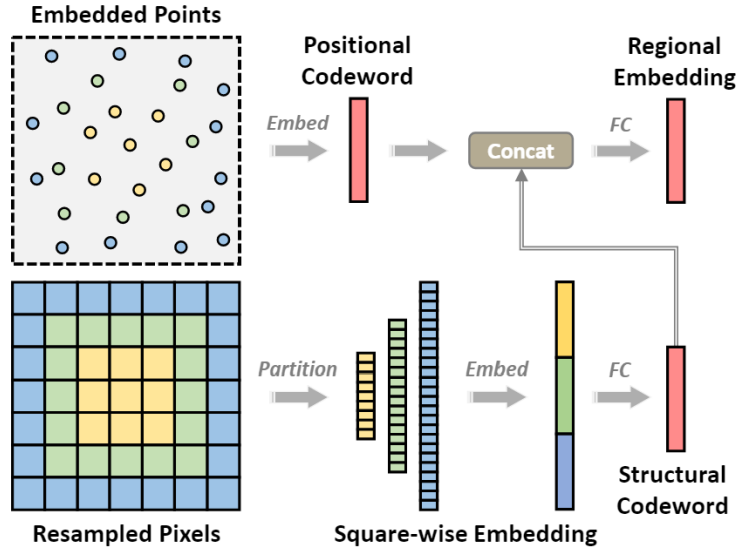 Embedded Points
Positional
Codeword
Regional
Embedding
Embed
Concat
FC
Partition
Embed
FC
Structural
Codeword
Resampled Pixels
Square-wise Embedding